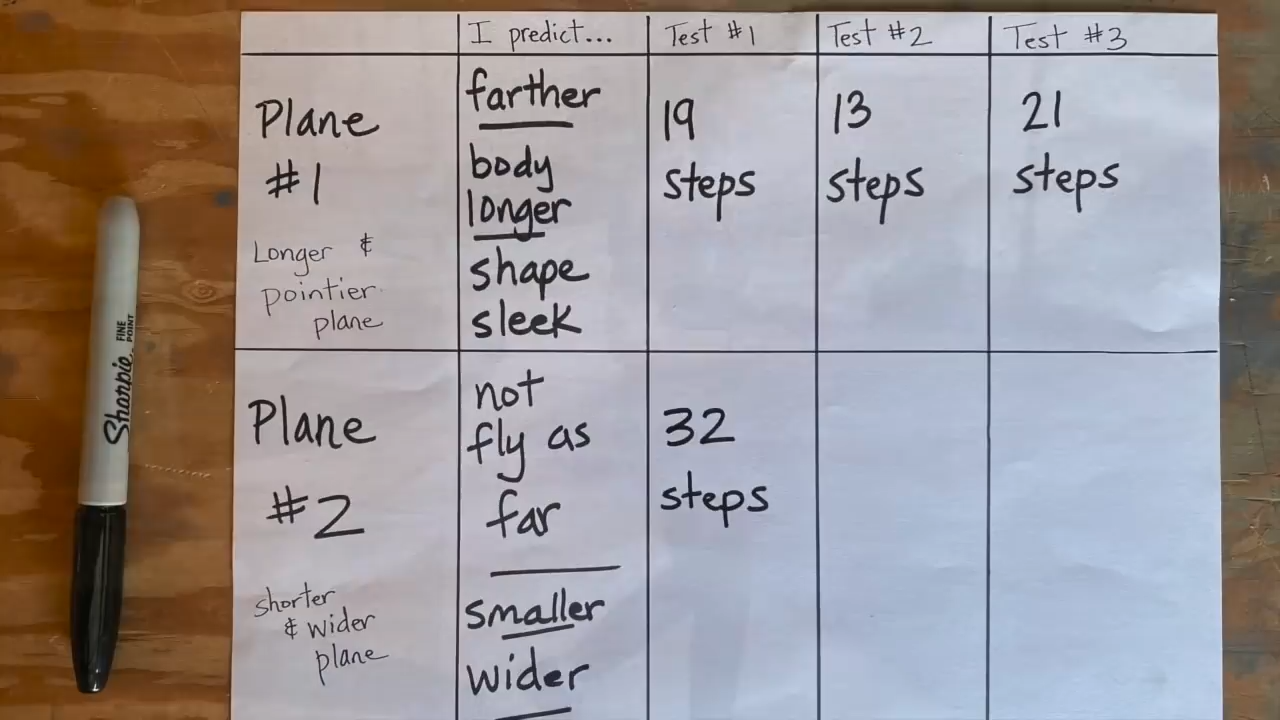 I predict...
Test #1
Test #2
Test #3
Plane
#1
Longer &
pointier
plane
farther
body
longer
shape
sleek
19
steps
13
steps
21
steps
Plane
#2
shorter
& wider
plane
not
fly as
far
smaller
wider
32
steps
Sharpie.
FINE
POINT